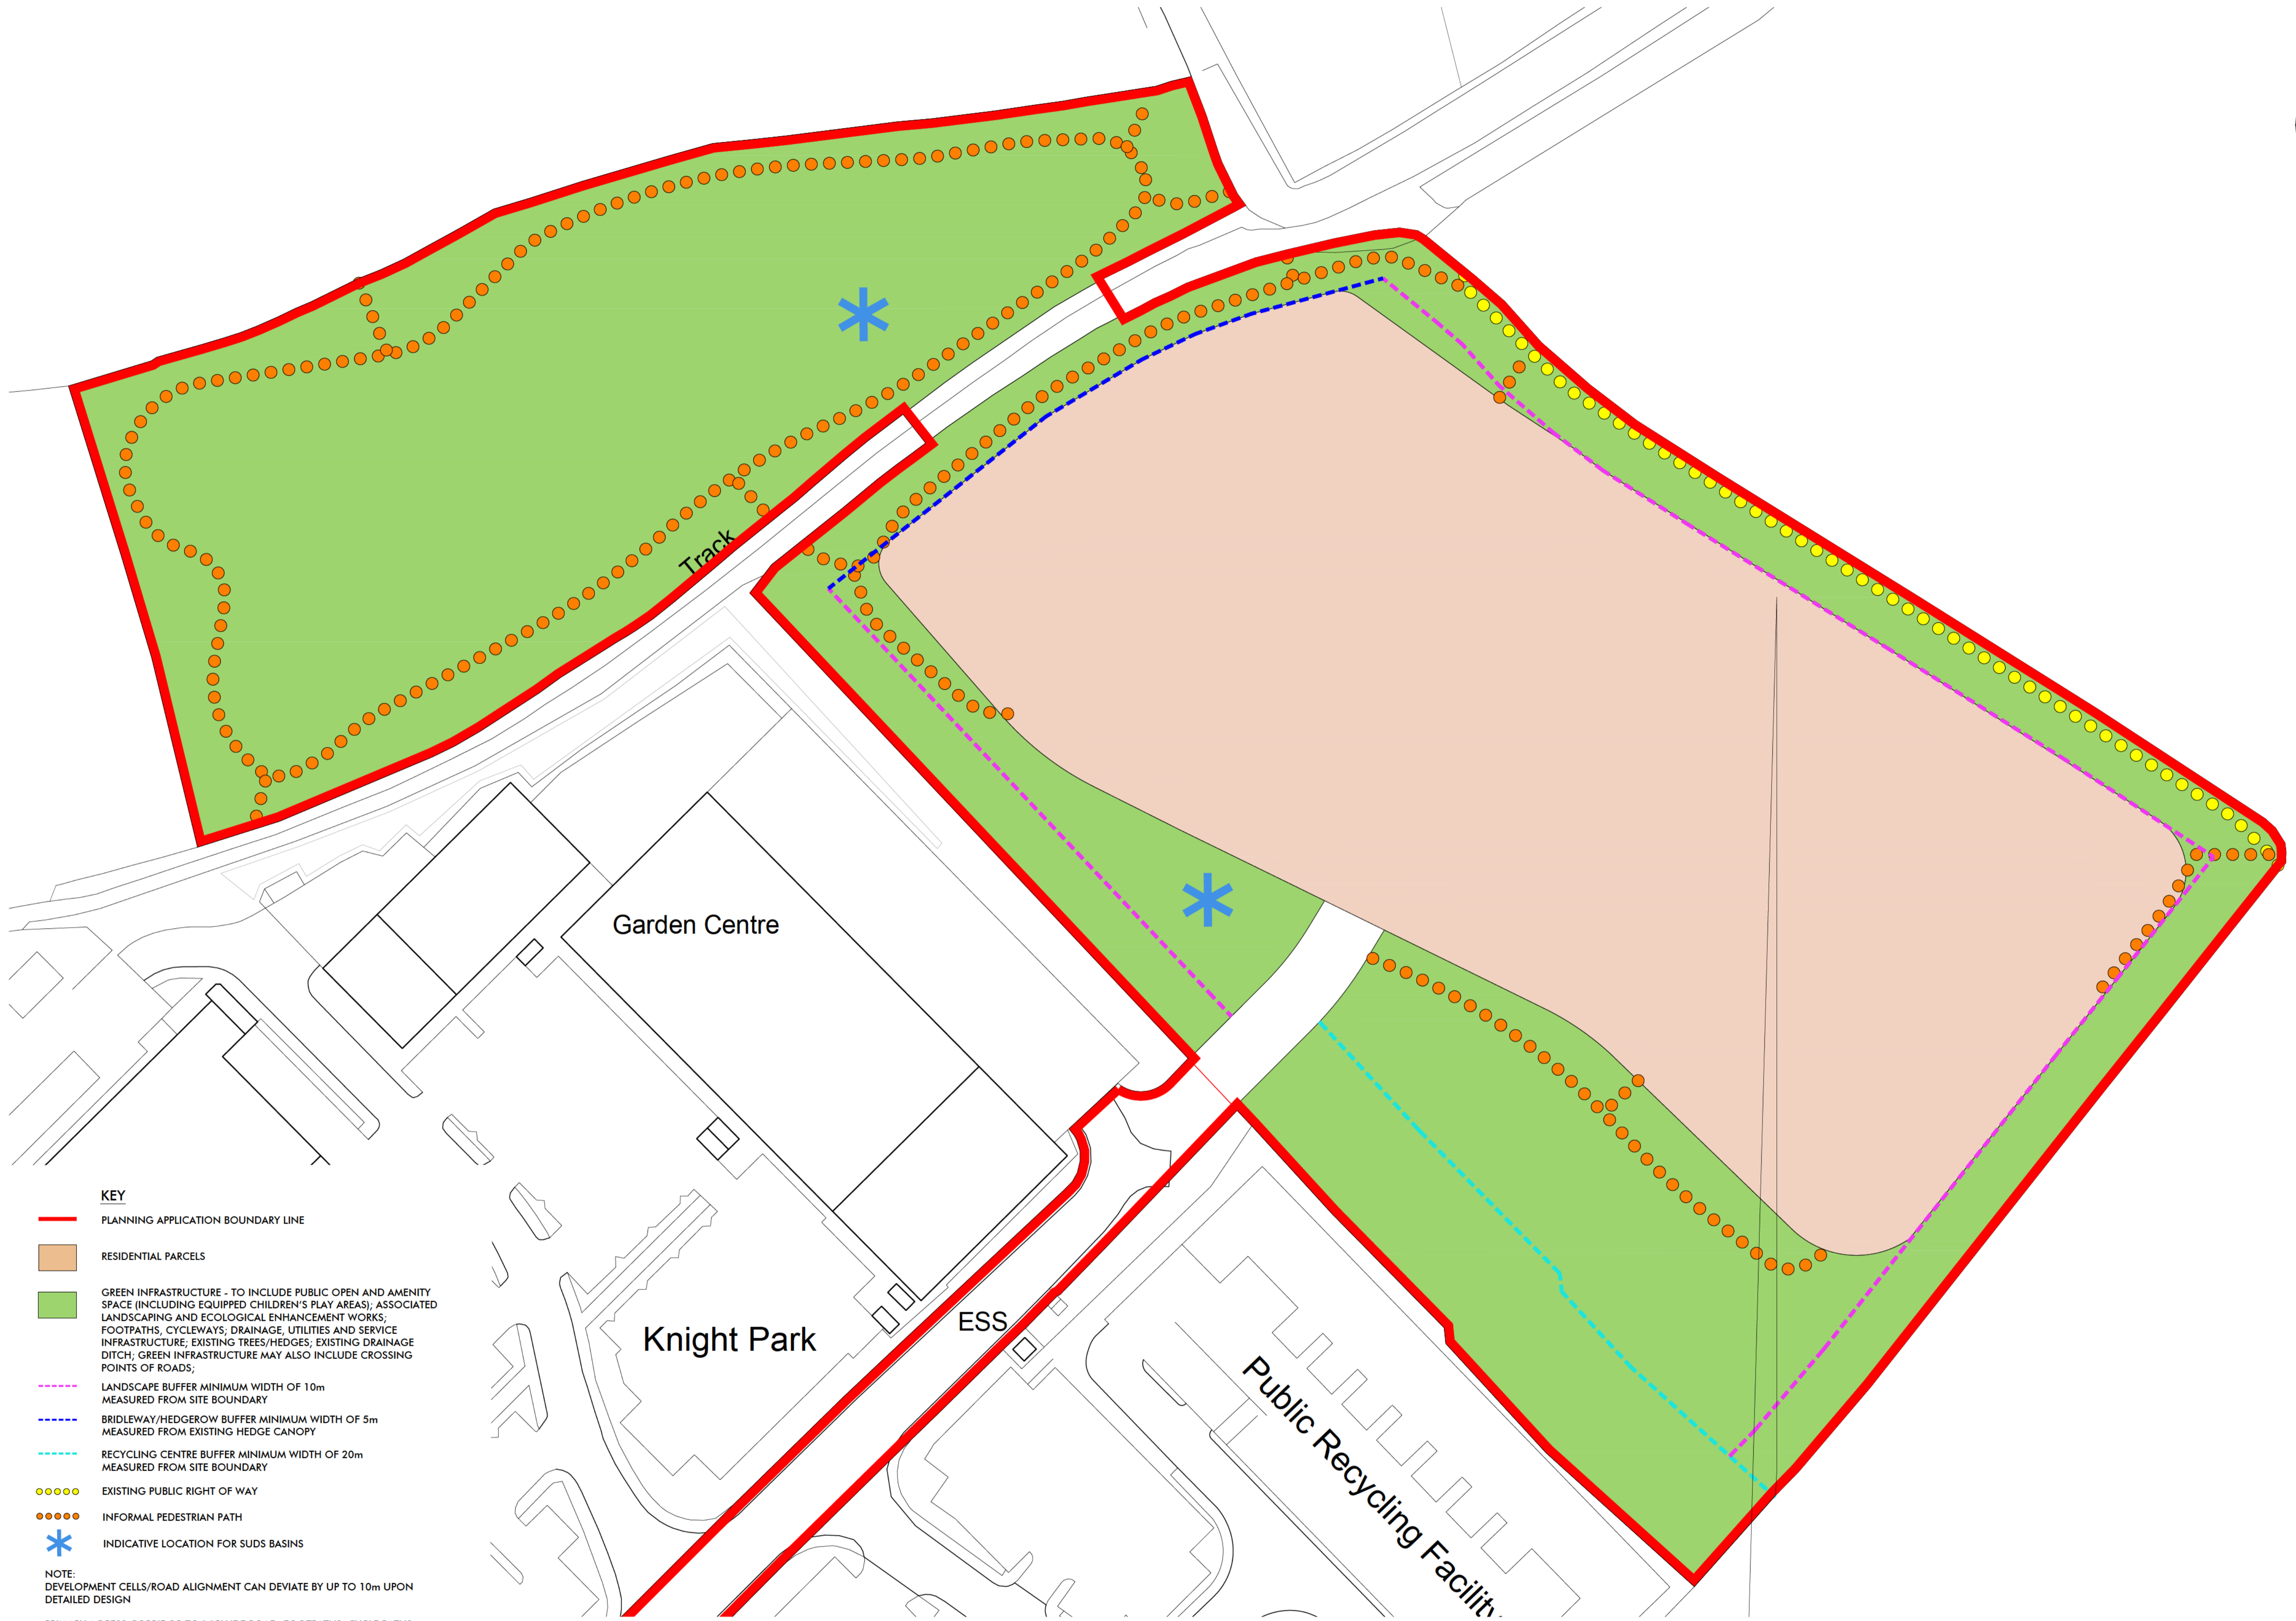 Track
Garden Centre
Knight Park
ESS
Public Recycling Facility
KEY
PLANNING APPLICATION BOUNDARY LINE
RESIDENTIAL PARCELS
GREEN INFRASTRUCTURE - TO INCLUDE PUBLIC OPEN AND AMENITY
SPACE (INCLUDING EQUIPPED CHILDREN'S PLAY AREAS); ASSOCIATED
LANDSCAPING AND ECOLOGICAL ENHANCEMENT WORKS;
FOOTPATHS, CYCLEWAYS; DRAINAGE, UTILITIES AND SERVICE
INFRASTRUCTURE; EXISTING TREES/HEDGES; EXISTING DRAINAGE
DITCH; GREEN INFRASTRUCTURE MAY ALSO INCLUDE CROSSING
POINTS OF ROADS;
LANDSCAPE BUFFER MINIMUM WIDTH OF 10m
MEASURED FROM SITE BOUNDARY
BRIDLEWAY/HEDGEROW BUFFER MINIMUM WIDTH OF 5m
MEASURED FROM EXISTING HEDGE CANOPY
RECYCLING CENTRE BUFFER MINIMUM WIDTH OF 20m
MEASURED FROM SITE BOUNDARY
EXISTING PUBLIC RIGHT OF WAY
INFORMAL PEDESTRIAN PATH
INDICATIVE LOCATION FOR SUDS BASINS
NOTE:
DEVELOPMENT CELLS/ROAD ALIGNMENT CAN DEVIATE BY UP TO 10m UPON
DETAILED DESIGN